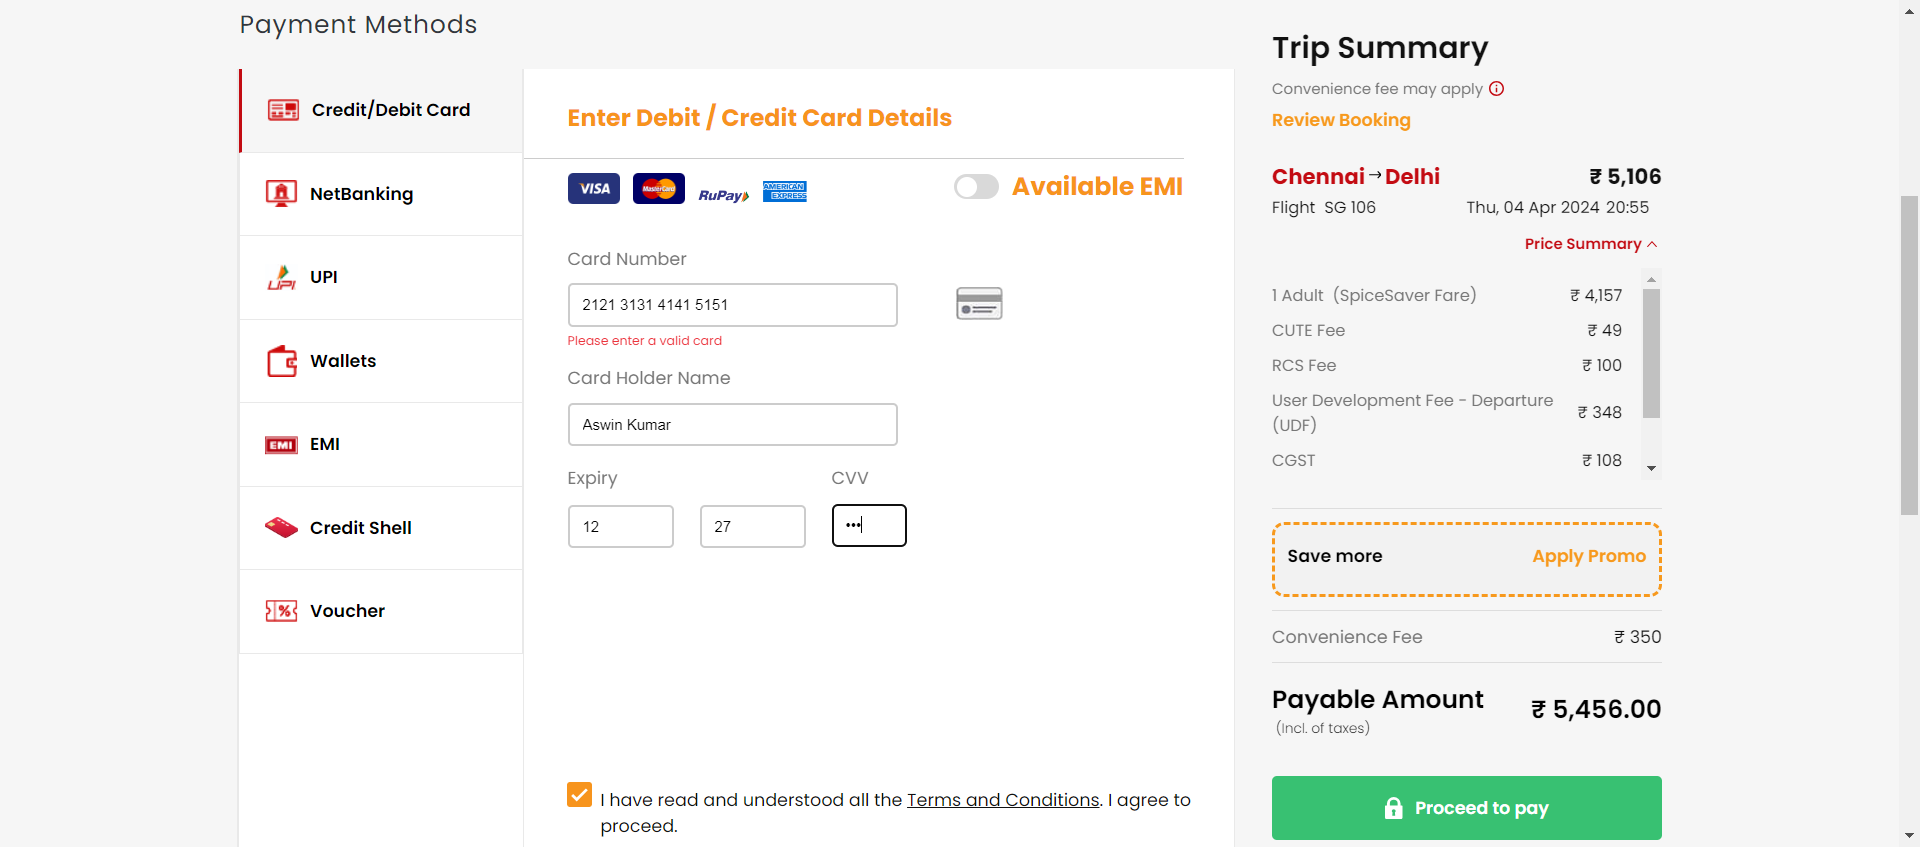 Payment Methods
Credit/Debit Card
NetBanking
UPI
UPI
Wallets
EMI
EMI
Credit Shell
%
Voucher
Enter Debit / Credit Card Details
VISA
MasterCard
RuPay
AMERICAN
EXPRESS
Available EMI
Card Number
2121 3131 4141 5151
Please enter a valid card
Card Holder Name
Aswin Kumar
Expiry
CVV
12
27
•••
I have read and understood all the Terms and Conditions. I agree to
proceed.
Trip Summary
Convenience fee may apply
Review Booking
Chennai → Delhi ₹ 5,106
Flight SG 106 Thu, 04 Apr 2024 20:55
Price Summary
1 Adult (SpiceSaver Fare) ₹ 4,157
CUTE Fee ₹ 49
RCS Fee ₹ 100
User Development Fee - Departure
(UDF) ₹ 348
CGST ₹ 108
Save more Apply Promo
Convenience Fee ₹ 350
Payable Amount ₹ 5,456.00
(Incl. of taxes)
Proceed to pay